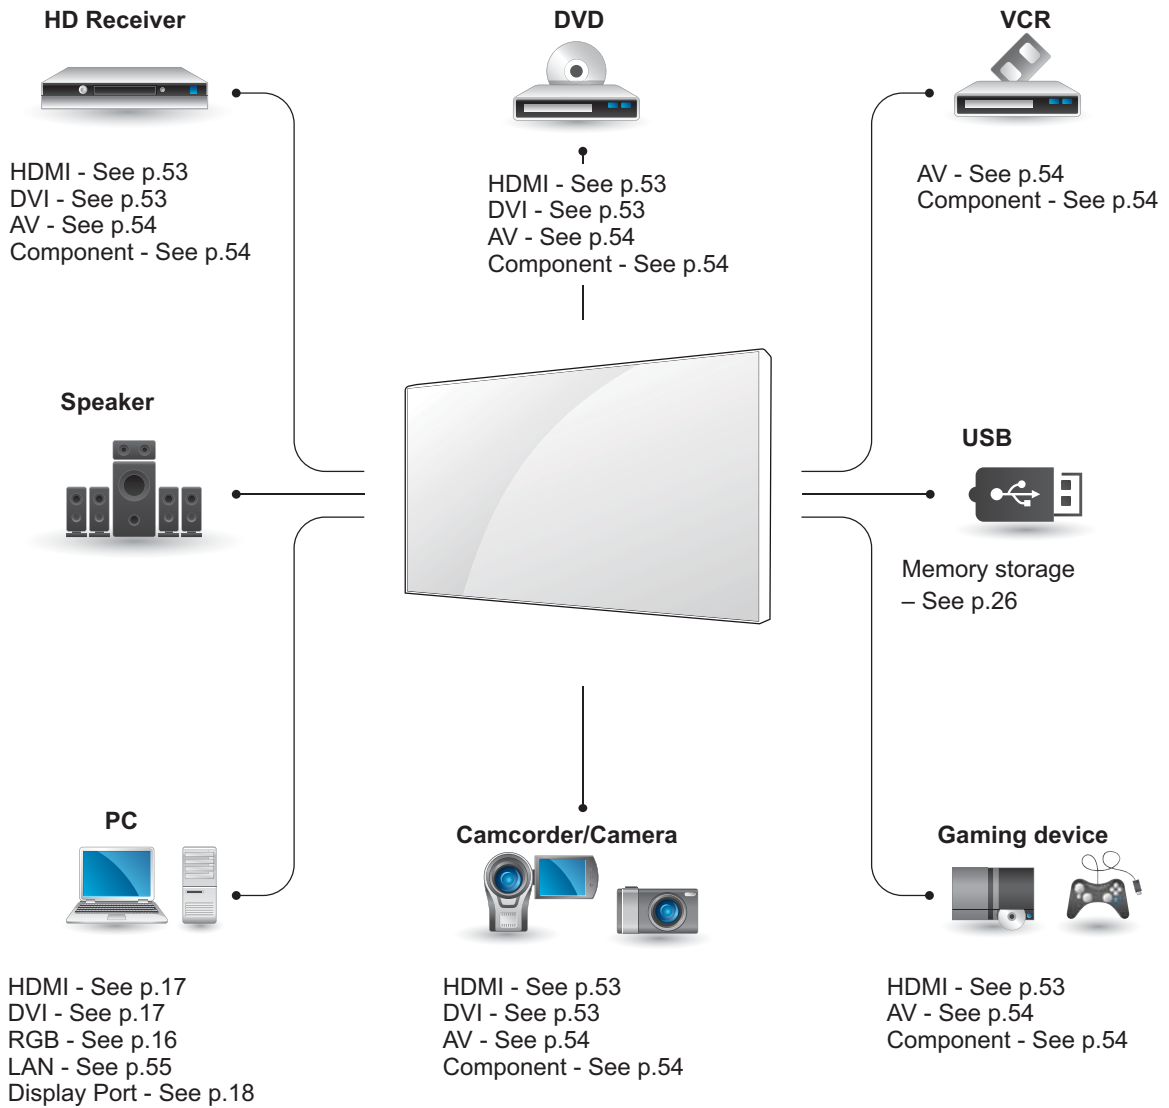 HD Receiver
HDMI - See p.53
DVI - See p.53
AV - See p.54
Component - See p.54
DVD
HDMI - See p.53
DVI - See p.53
AV - See p.54
Component - See p.54
VCR
AV - See p.54
Component - See p.54
Speaker
USB
Memory storage
– See p.26
PC
HDMI - See p.17
DVI - See p.17
RGB - See p.16
LAN - See p.55
Display Port - See p.18
Camcorder/Camera
HDMI - See p.53
DVI - See p.53
AV - See p.54
Component - See p.54
Gaming device
HDMI - See p.53
AV - See p.54
Component - See p.54